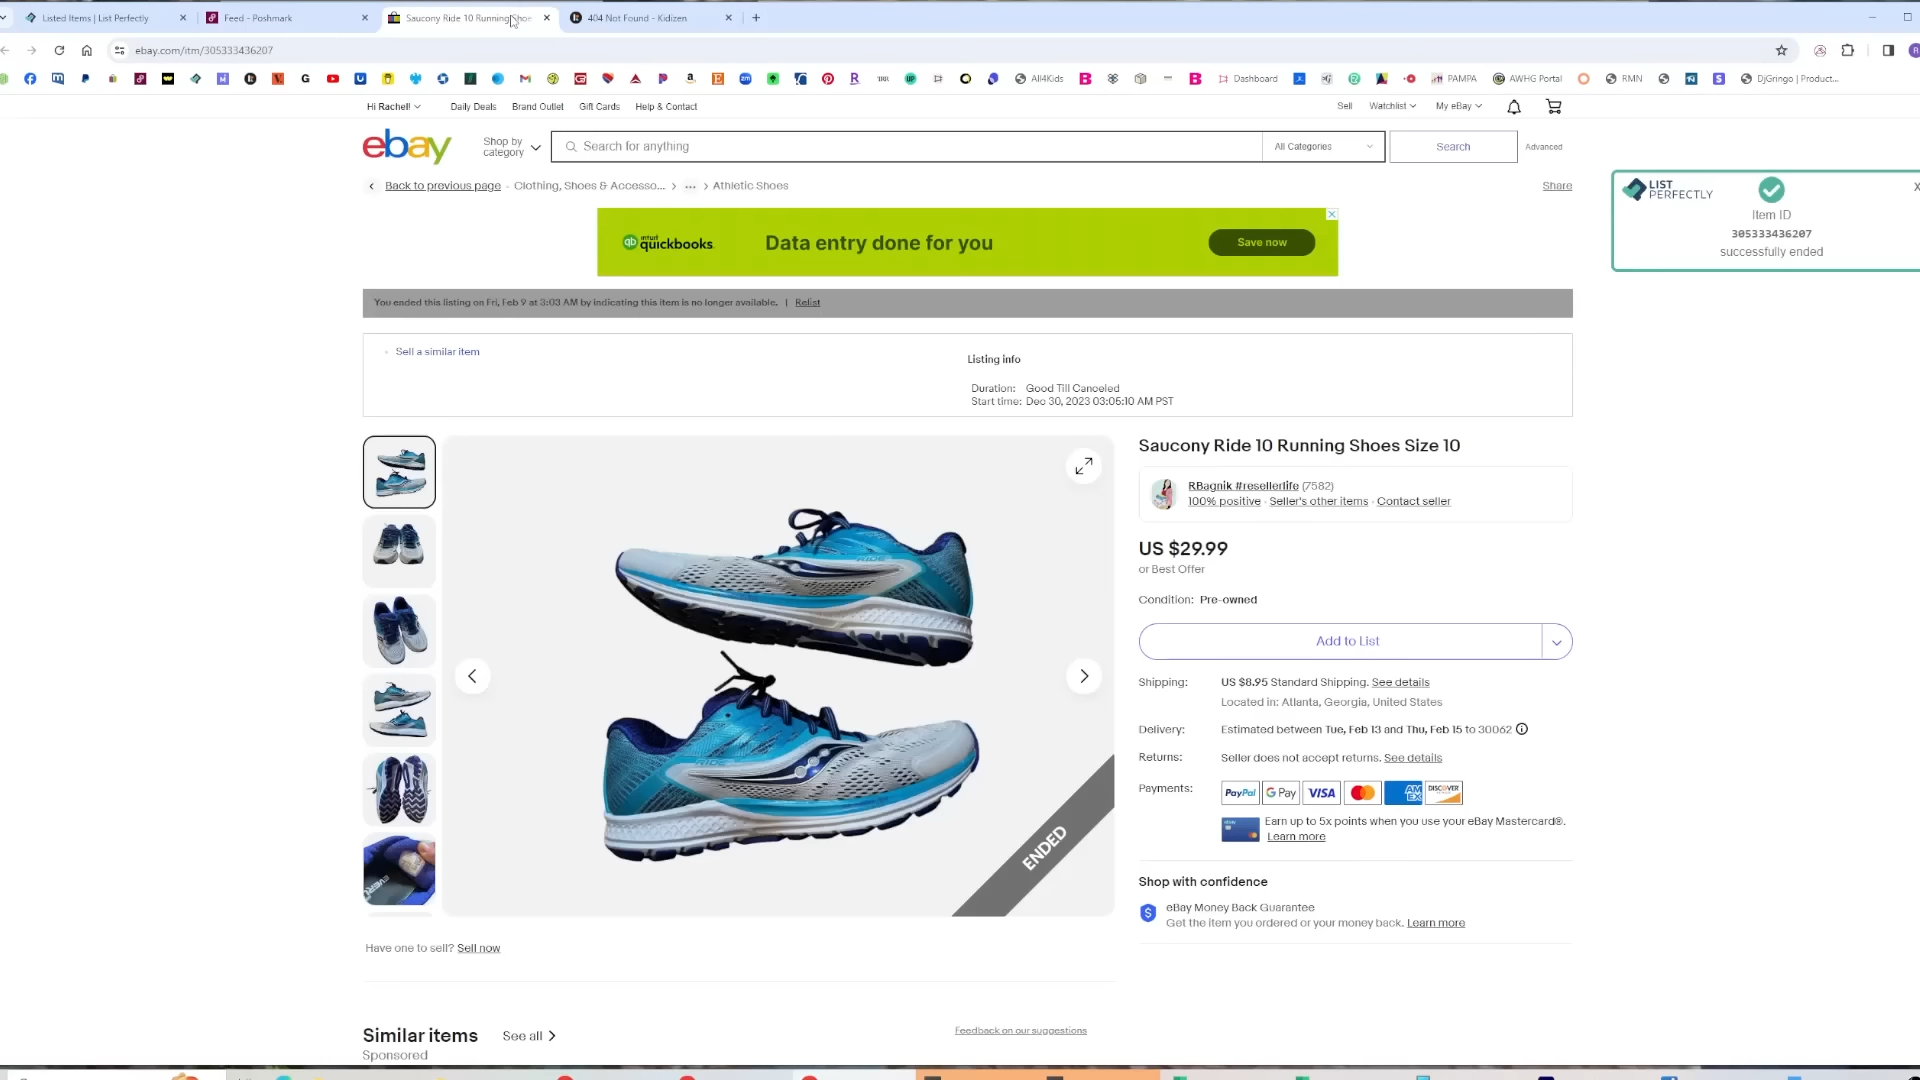 Listed Items | List Perfectly
Feed - Poshmark
Saucony Ride 10 Running Shoe
404 Not Found - Kidizen
ebay.com/itm/305333436207
All4Kids
Dashboard
PAMPA
AWHG Portal
RMN
DjGringo | Product...
Hi Rachel!
Daily Deals
Brand Outlet
Gift Cards
Help & Contact
Sell
Watchlist
My eBay
ebay
Shop by category
Search for anything
All Categories
Search
Advanced
Back to previous page
Clothing, Shoes & Accesso...
Athletic Shoes
Share
LIST PERFECTLY
X
Item ID
305333436207
successfully ended
intuit quickbooks.
Data entry done for you
Save now
You ended this listing on Fri, Feb 9 at 3:03 AM by indicating this item is no longer available. | Relist
Sell a similar item
Listing info
Duration: Good Till Canceled
Start time: Dec 30, 2023 03:05:10 AM PST
Saucony Ride 10 Running Shoes Size 10
RBagnik #resellerlife (7582)
100% positive · Seller's other items · Contact seller
US $29.99
or Best Offer
Condition: Pre-owned
Add to List
Shipping: US $8.95 Standard Shipping. See details
Located in: Atlanta, Georgia, United States
Delivery: Estimated between Tue, Feb 13 and Thu, Feb 15 to 30062
Returns: Seller does not accept returns. See details
Payments:
PayPal
G Pay
VISA
AM EX
DISCOVER
Earn up to 5x points when you use your eBay Mastercard®.
Learn more
ENDED
Shop with confidence
eBay Money Back Guarantee
Get the item you ordered or your money back. Learn more
Have one to sell? Sell now
Similar items
See all
Feedback on our suggestions
Sponsored